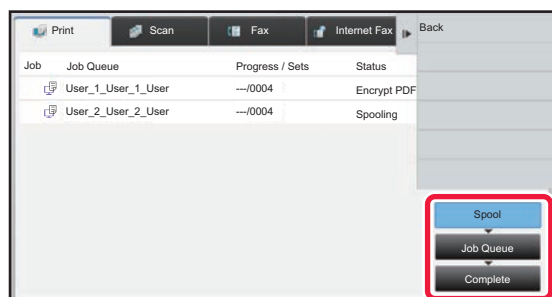 Print Scan Fax Internet Fax Back
Job Job Queue Progress / Sets Status
User_1_User_1_User ---/0004 Encrypt PDF
User_2_User_2_User ---/0004 Spooling
Spool
Job Queue
Complete